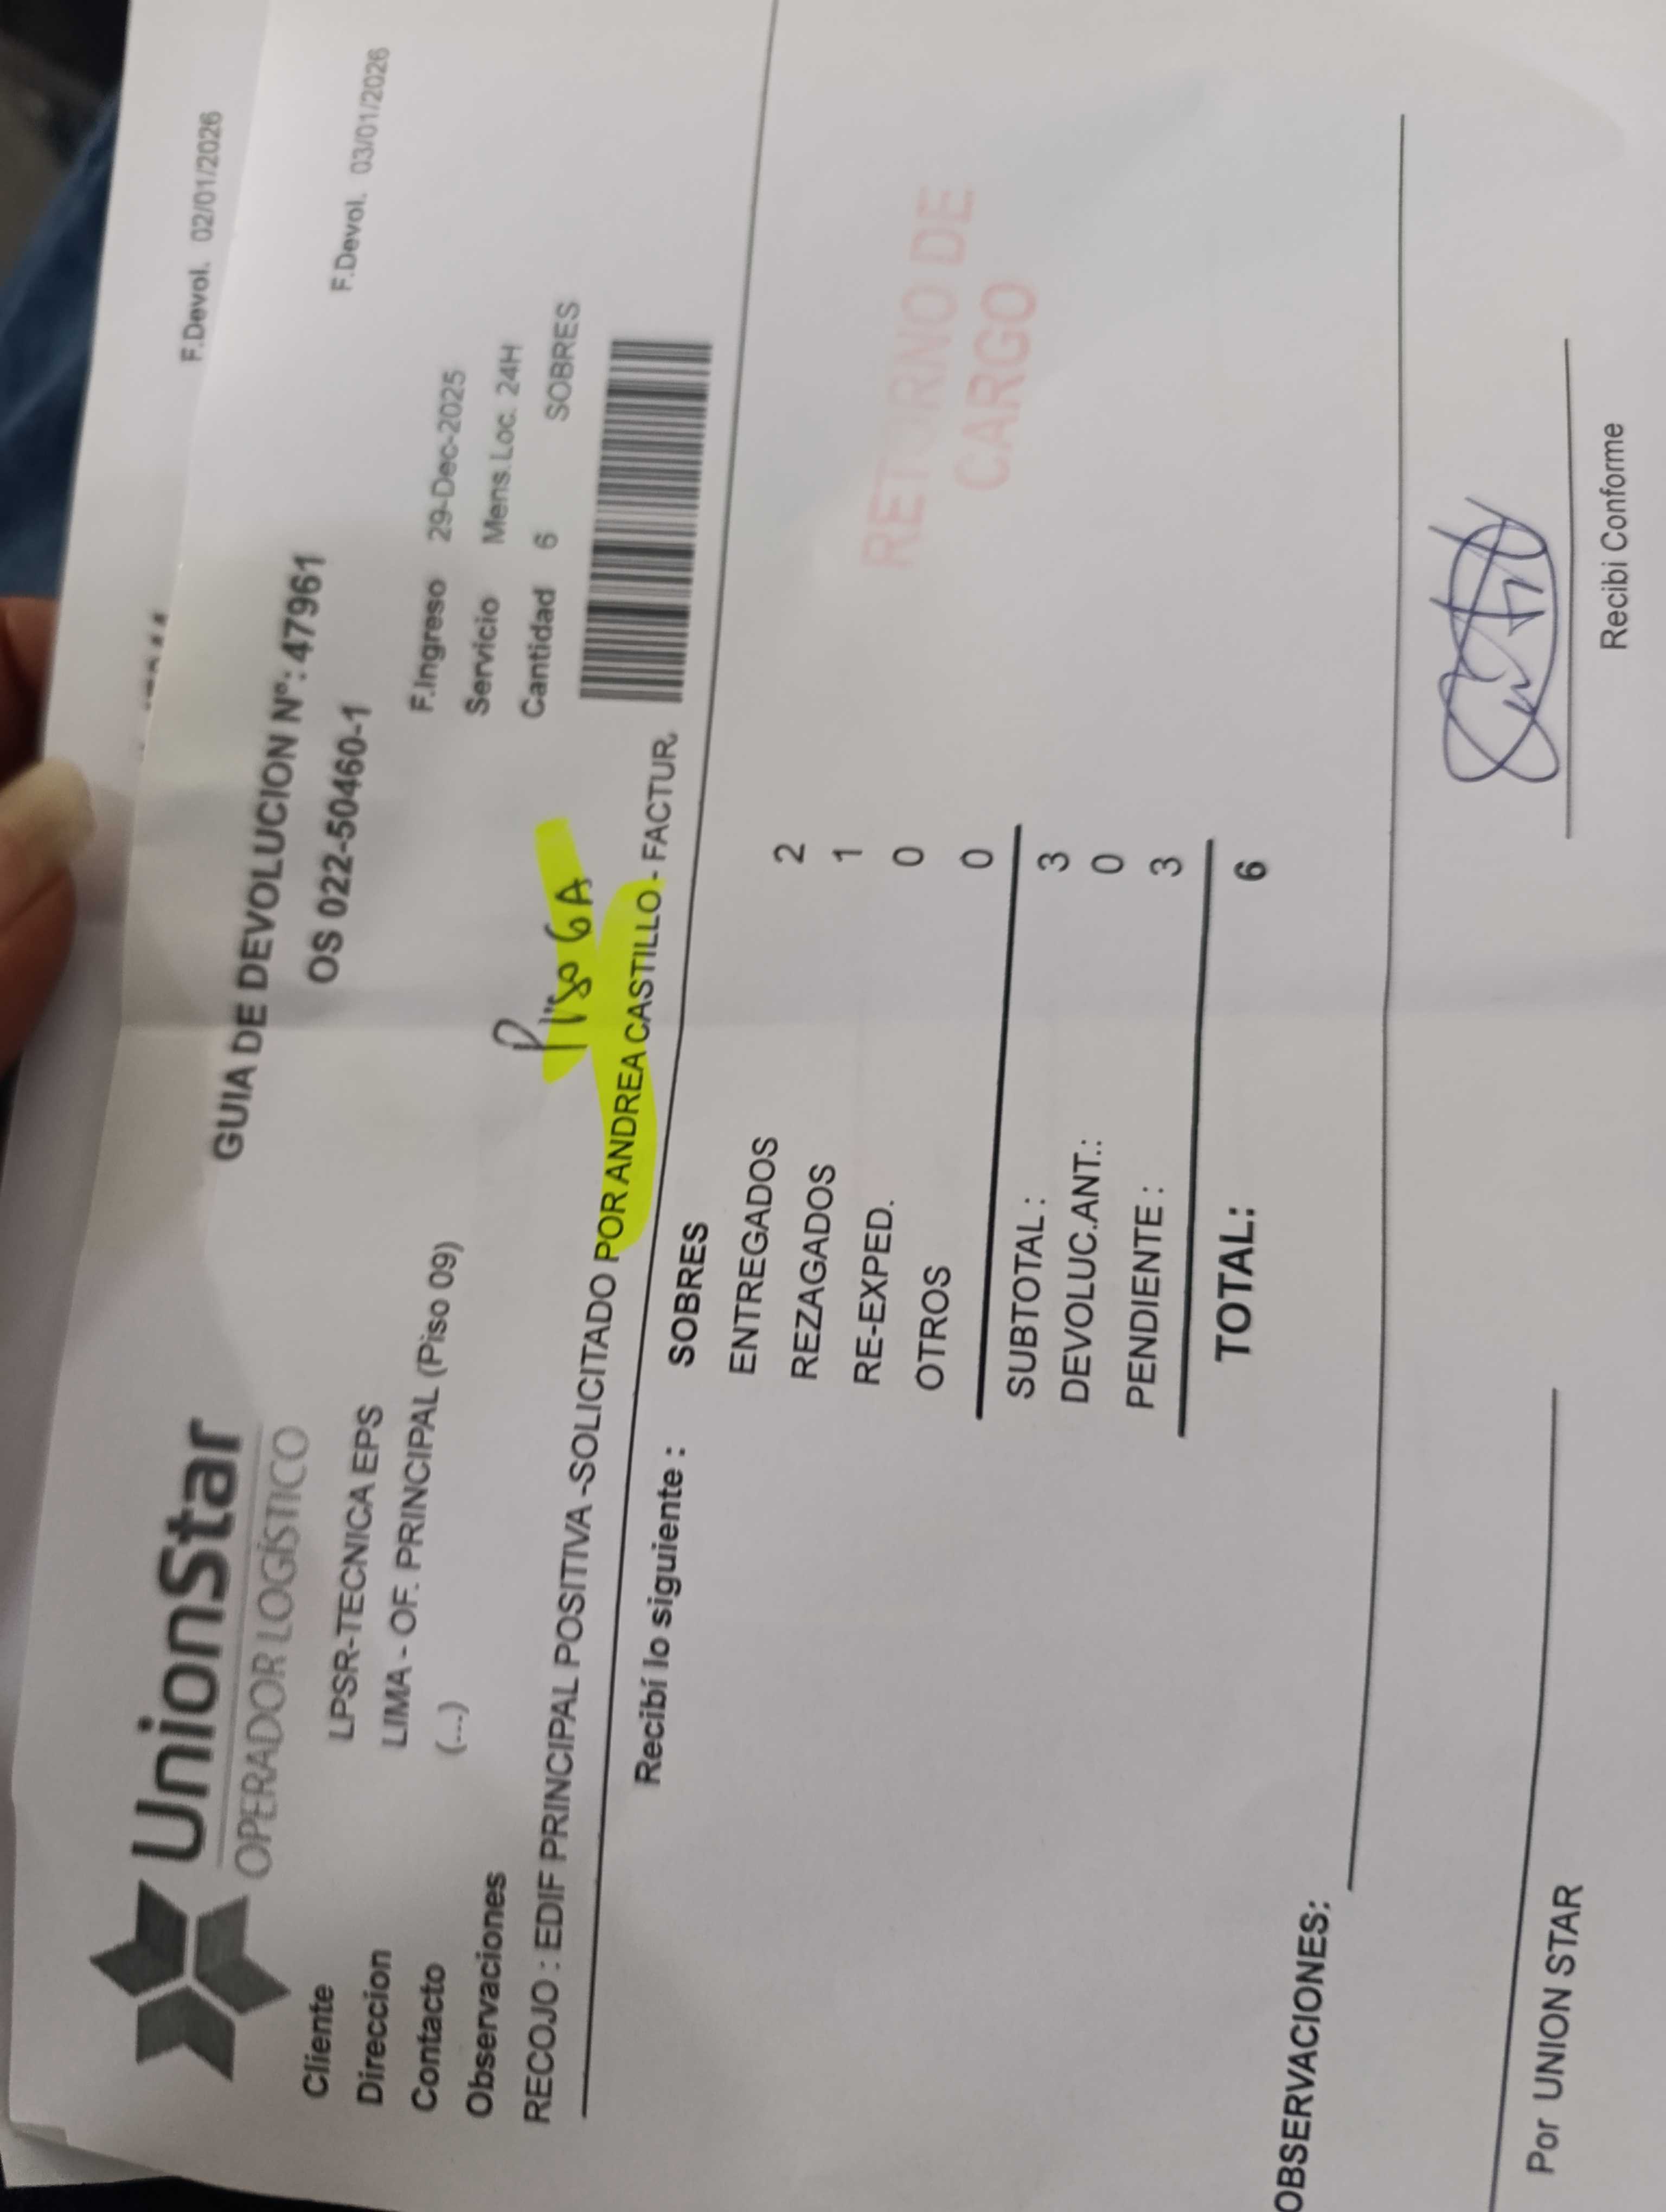 F.Devol. 02/01/2026
UnionStar
OPERADOR LOGÍSTICO
GUIA DE DEVOLUCION Nº: 47961
F.Devol. 03/01/2026
OS 022-50460-1
Cliente LPSR-TECNICA EPS
F.Ingreso 29-Dec-2025
Direccion LIMA - OF. PRINCIPAL (Piso 09)
Servicio Mens.Loc. 24H
Contacto (---)
Cantidad 6 SOBRES
Observaciones
Piso 6A
RECOJO : EDIF PRINCIPAL POSITIVA -SOLICITADO POR ANDREA CASTILLO - FACTUR.
Recibí lo siguiente : SOBRES
ENTREGADOS 2
REZAGADOS 1
RE-EXPED. 0
OTROS 0
SUBTOTAL : 3
DEVOLUC.ANT.: 0
PENDIENTE : 3
TOTAL: 6
RETORNO DE
CARGO
OBSERVACIONES:
Por UNION STAR
Recibi Conforme